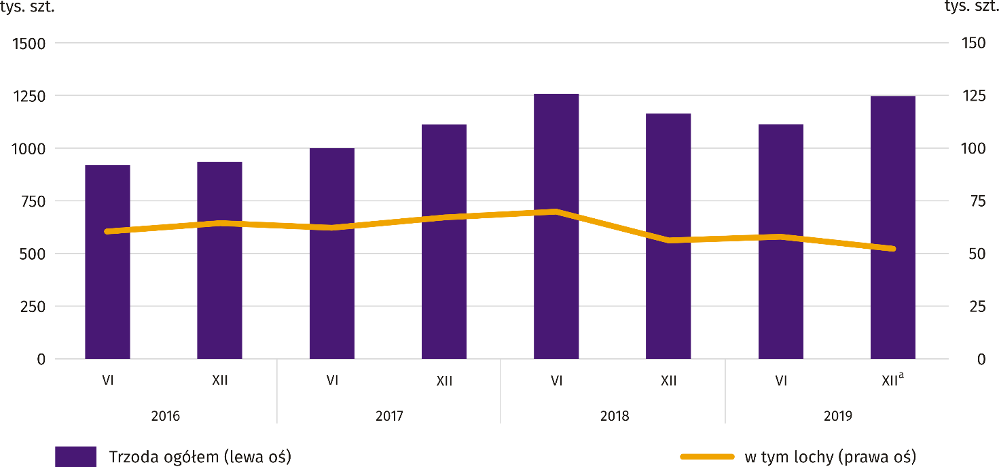 tys. szt. tys. szt.
1500 150
1250 125
1000 100
750 75
500 50
250 25
0 0
VI XII VI XII VI XII VI XIIª
2016 2017 2018 2019
Trzoda ogółem (lewa oś) w tym lochy (prawa oś)